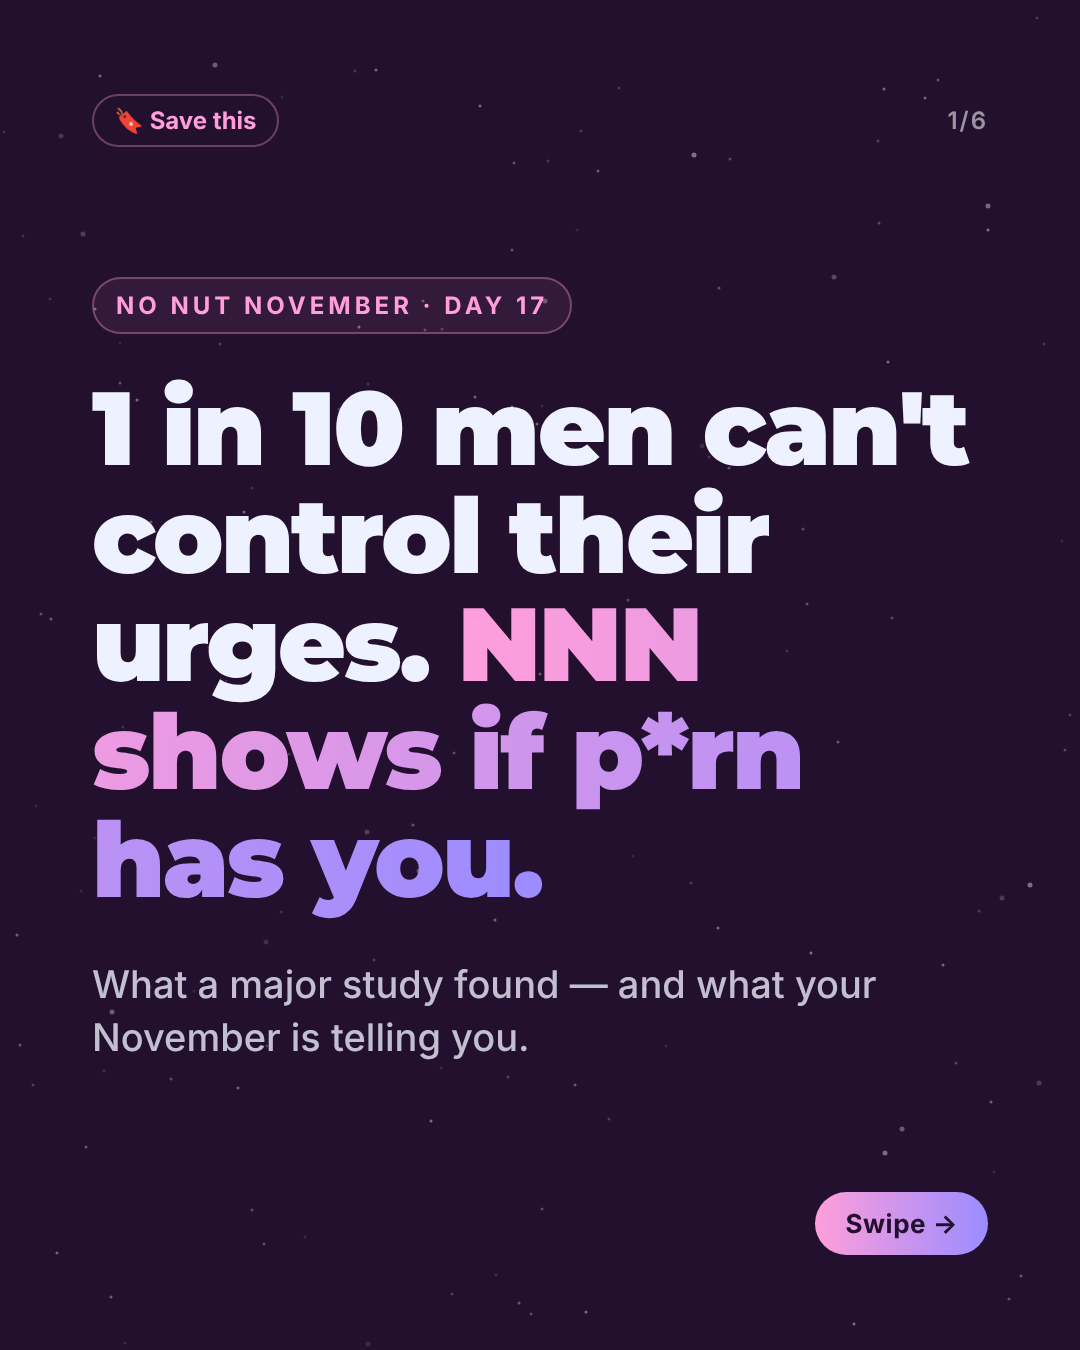 🔖 Save this
1/6
NO NUT NOVEMBER · DAY 17
1 in 10 men can't
control their
urges. NNN
shows if p*rn
has you.
What a major study found — and what your
November is telling you.
Swipe →